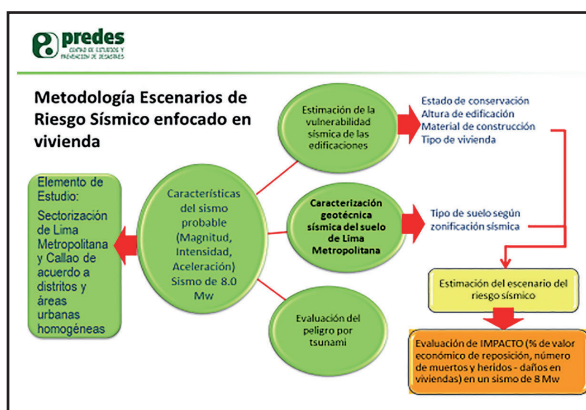 predes
CENTRO DE ESTUDIOS Y
PREVENCIÓN DE DESASTRES
Metodología Escenarios de
Riesgo Sísmico enfocado en
vivienda
Elemento de
Estudio:
Sectorización
de Lima
Metropolitana
y Callao de
acuerdo a
distritos y
áreas
urbanas
homogéneas
Características
del sismo
probable
(Magnitud,
Intensidad,
Aceleración)
Sismo de 8.0
Mw
Estimación de la
vulnerabilidad
sísmica de las
edificaciones
Estado de conservación
Altura de edificación
Material de construcción
Tipo de vivienda
Caracterización
geotécnica
sísmica del suelo
de Lima
Metropolitana
Tipo de suelo según
zonificación sísmica
Evaluación del
peligro por
tsunami
Estimación del escenario del
riesgo sísmico
Evaluación de IMPACTO (% de valor
económico de reposición, número
de muertos y heridos - daños en
viviendas) en un sismo de 8 Mw